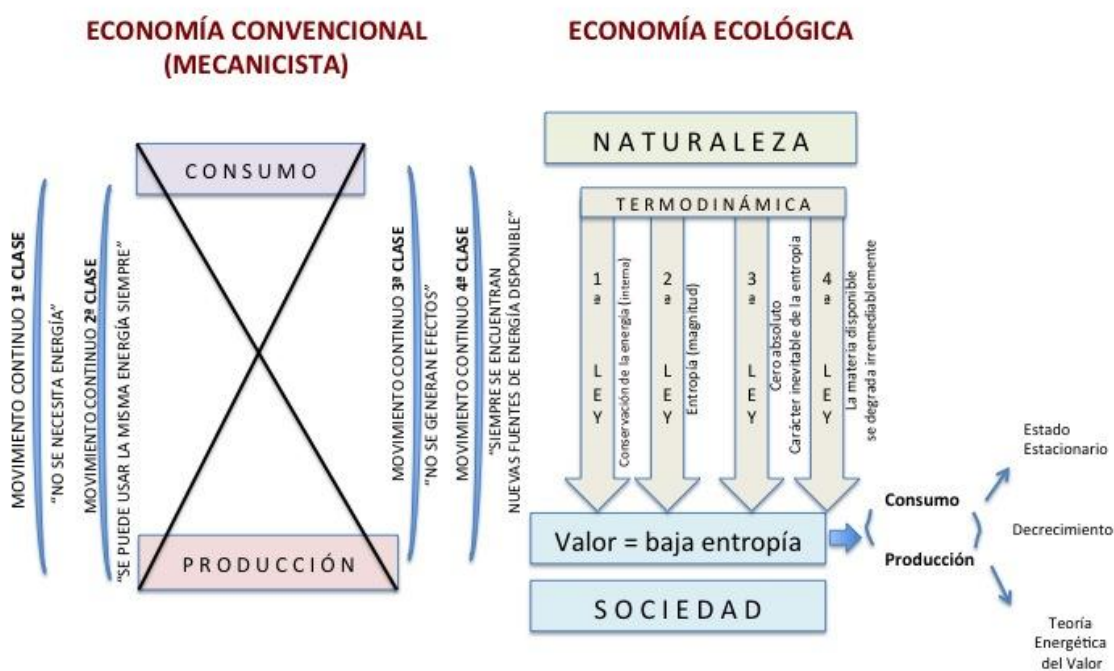 ECONOMÍA CONVENCIONAL
(MECANICISTA)
CONSUMO
MOVIMIENTO CONTINUO 1ª CLASE
“NO SE NECESITA ENERGÍA”
MOVIMIENTO CONTINUO 2ª CLASE
“SE PUEDE USAR LA MISMA ENERGÍA SIEMPRE”
MOVIMIENTO CONTINUO 3ª CLASE
“NO SE GENERAN EFECTOS”
MOVIMIENTO CONTINUO 4ª CLASE
“SIEMPRE SE ENCUENTRAN
NUEVAS FUENTES DE ENERGÍA DISPONIBLE”
PRODUCCIÓN
ECONOMÍA ECOLÓGICA
NATURALEZA
TERMODINÁMICA
1ª LEY
Conservación de la energía (interna)
2ª LEY
Entropía (magnitud)
3ª LEY
Cero absoluto
Carácter inevitable de la entropia
4ª LEY
La materia disponible
se degrada irremediablemente
Valor = baja entropía
SOCIEDAD
Consumo
Producción
Estado
Estacionario
Decrecimiento
Teoría
Energética
del Valor